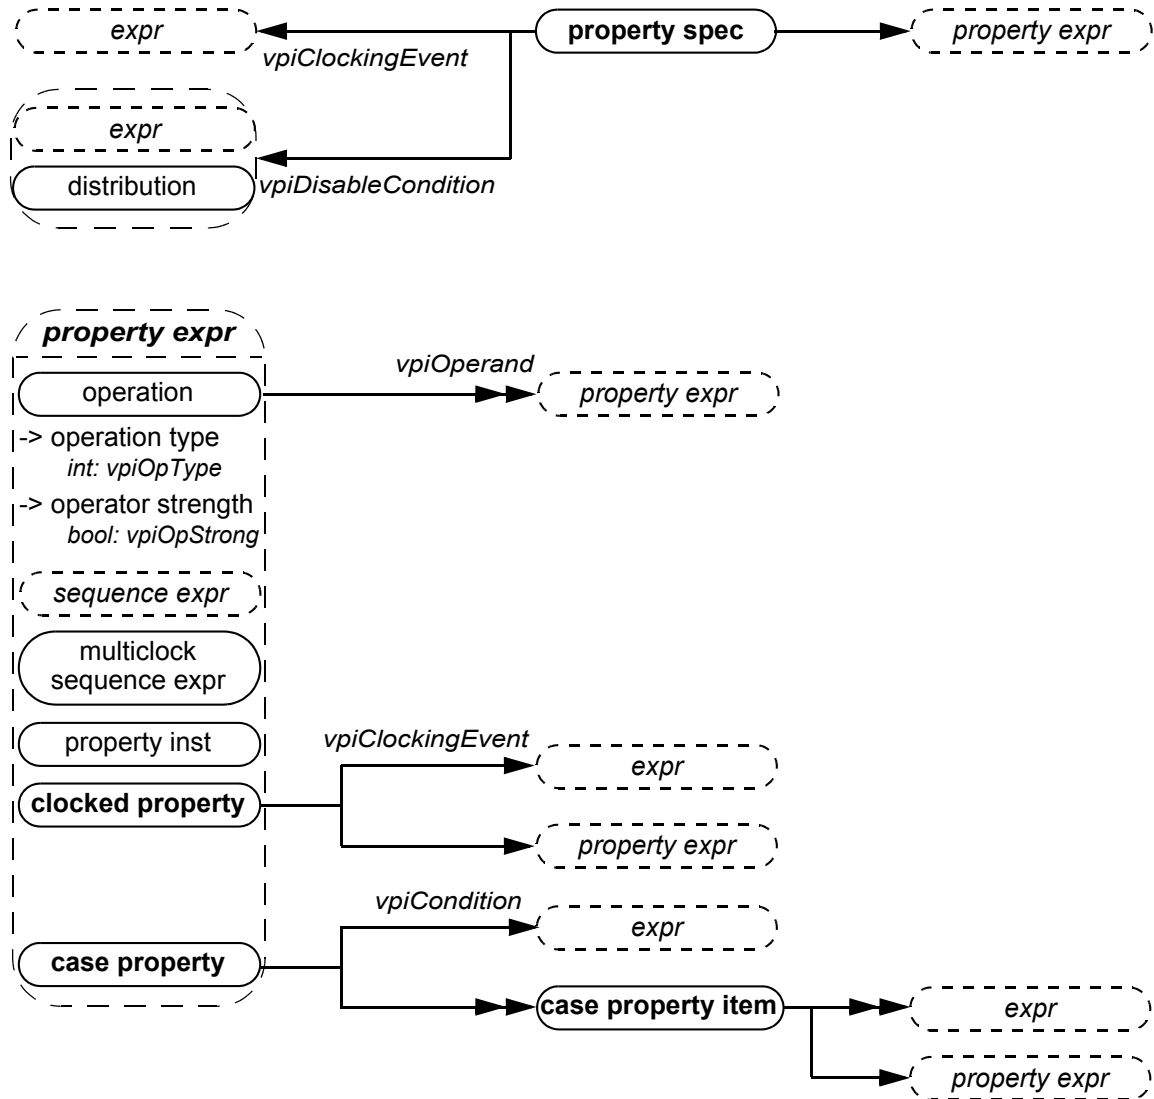 expr
property spec
property expr
vpiClockingEvent
expr
distribution
vpiDisableCondition
property expr
vpiOperand
operation
property expr
-> operation type
int: vpiOpType
-> operator strength
bool: vpiOpStrong
sequence expr
multiclock
sequence expr
property inst
vpiClockingEvent
expr
clocked property
property expr
vpiCondition
expr
case property
case property item
expr
property expr